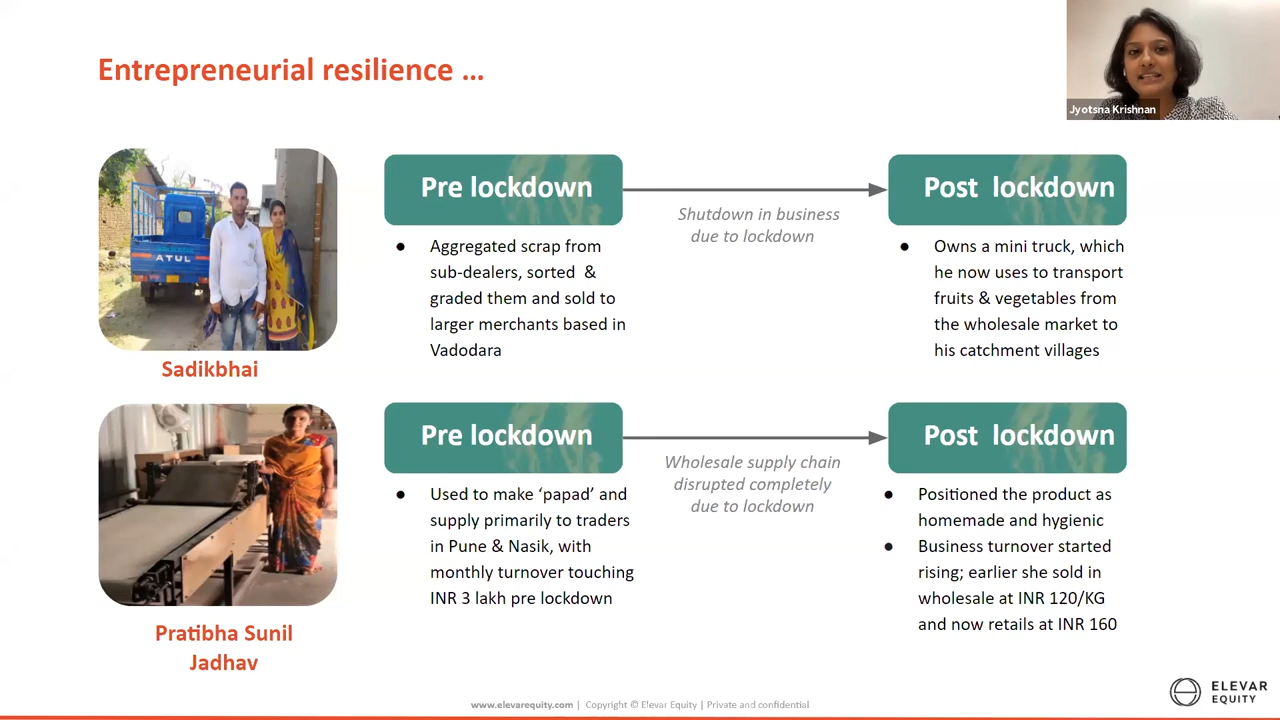 Entrepreneurial resilience ...
Jyotsna Krishnan
ATUL
Sadikbhai
Pre lockdown
Shutdown in business
due to lockdown
Post lockdown
● Aggregated scrap from
sub-dealers, sorted &
graded them and sold to
larger merchants based in
Vadodara
● Owns a mini truck, which
he now uses to transport
fruits & vegetables from
the wholesale market to
his catchment villages
Pratibha Sunil
Jadhav
Pre lockdown
Wholesale supply chain
disrupted completely
due to lockdown
Post lockdown
● Used to make ‘papad’ and
supply primarily to traders
in Pune & Nasik, with
monthly turnover touching
INR 3 lakh pre lockdown
● Positioned the product as
homemade and hygienic
● Business turnover started
rising; earlier she sold in
wholesale at INR 120/KG
and now retails at INR 160
www.elevarequity.com | Copyright © Elevar Equity | Private and confidential
ELEVAR
EQUITY